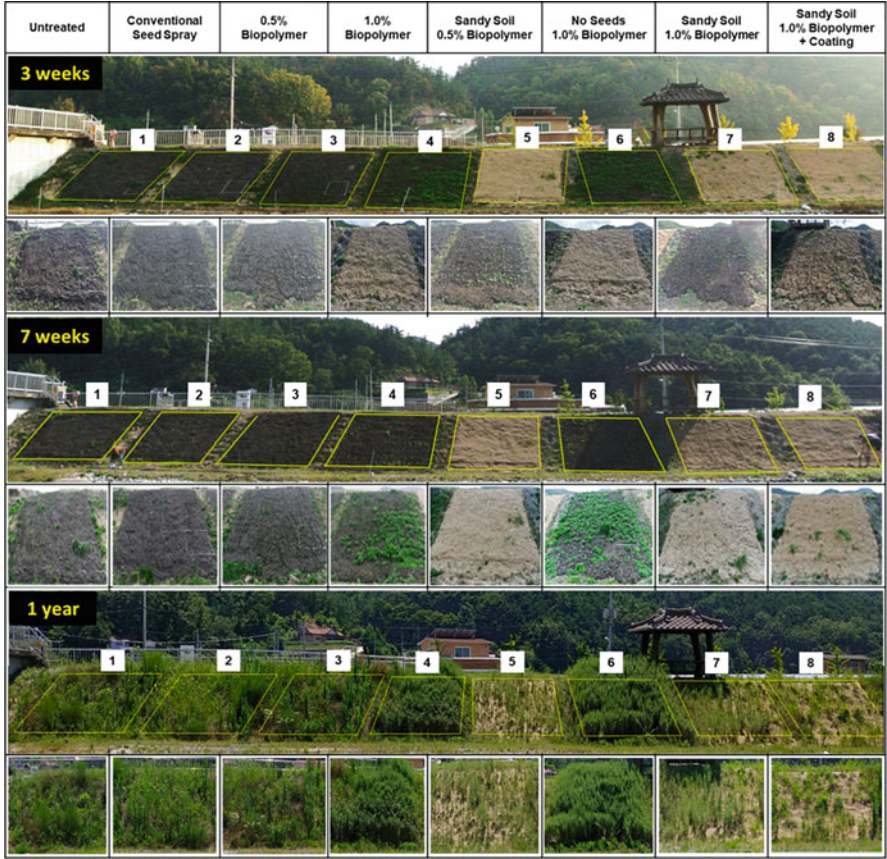 Untreated
Conventional
Seed Spray
0.5%
Biopolymer
1.0%
Biopolymer
Sandy Soil
0.5% Biopolymer
No Seeds
1.0% Biopolymer
Sandy Soil
1.0% Biopolymer
Sandy Soil
1.0% Biopolymer
+ Coating
3 weeks
1 2 3 4 5 6 7 8
7 weeks
1 2 3 4 5 6 7 8
1 year
1 2 3 4 5 6 7 8